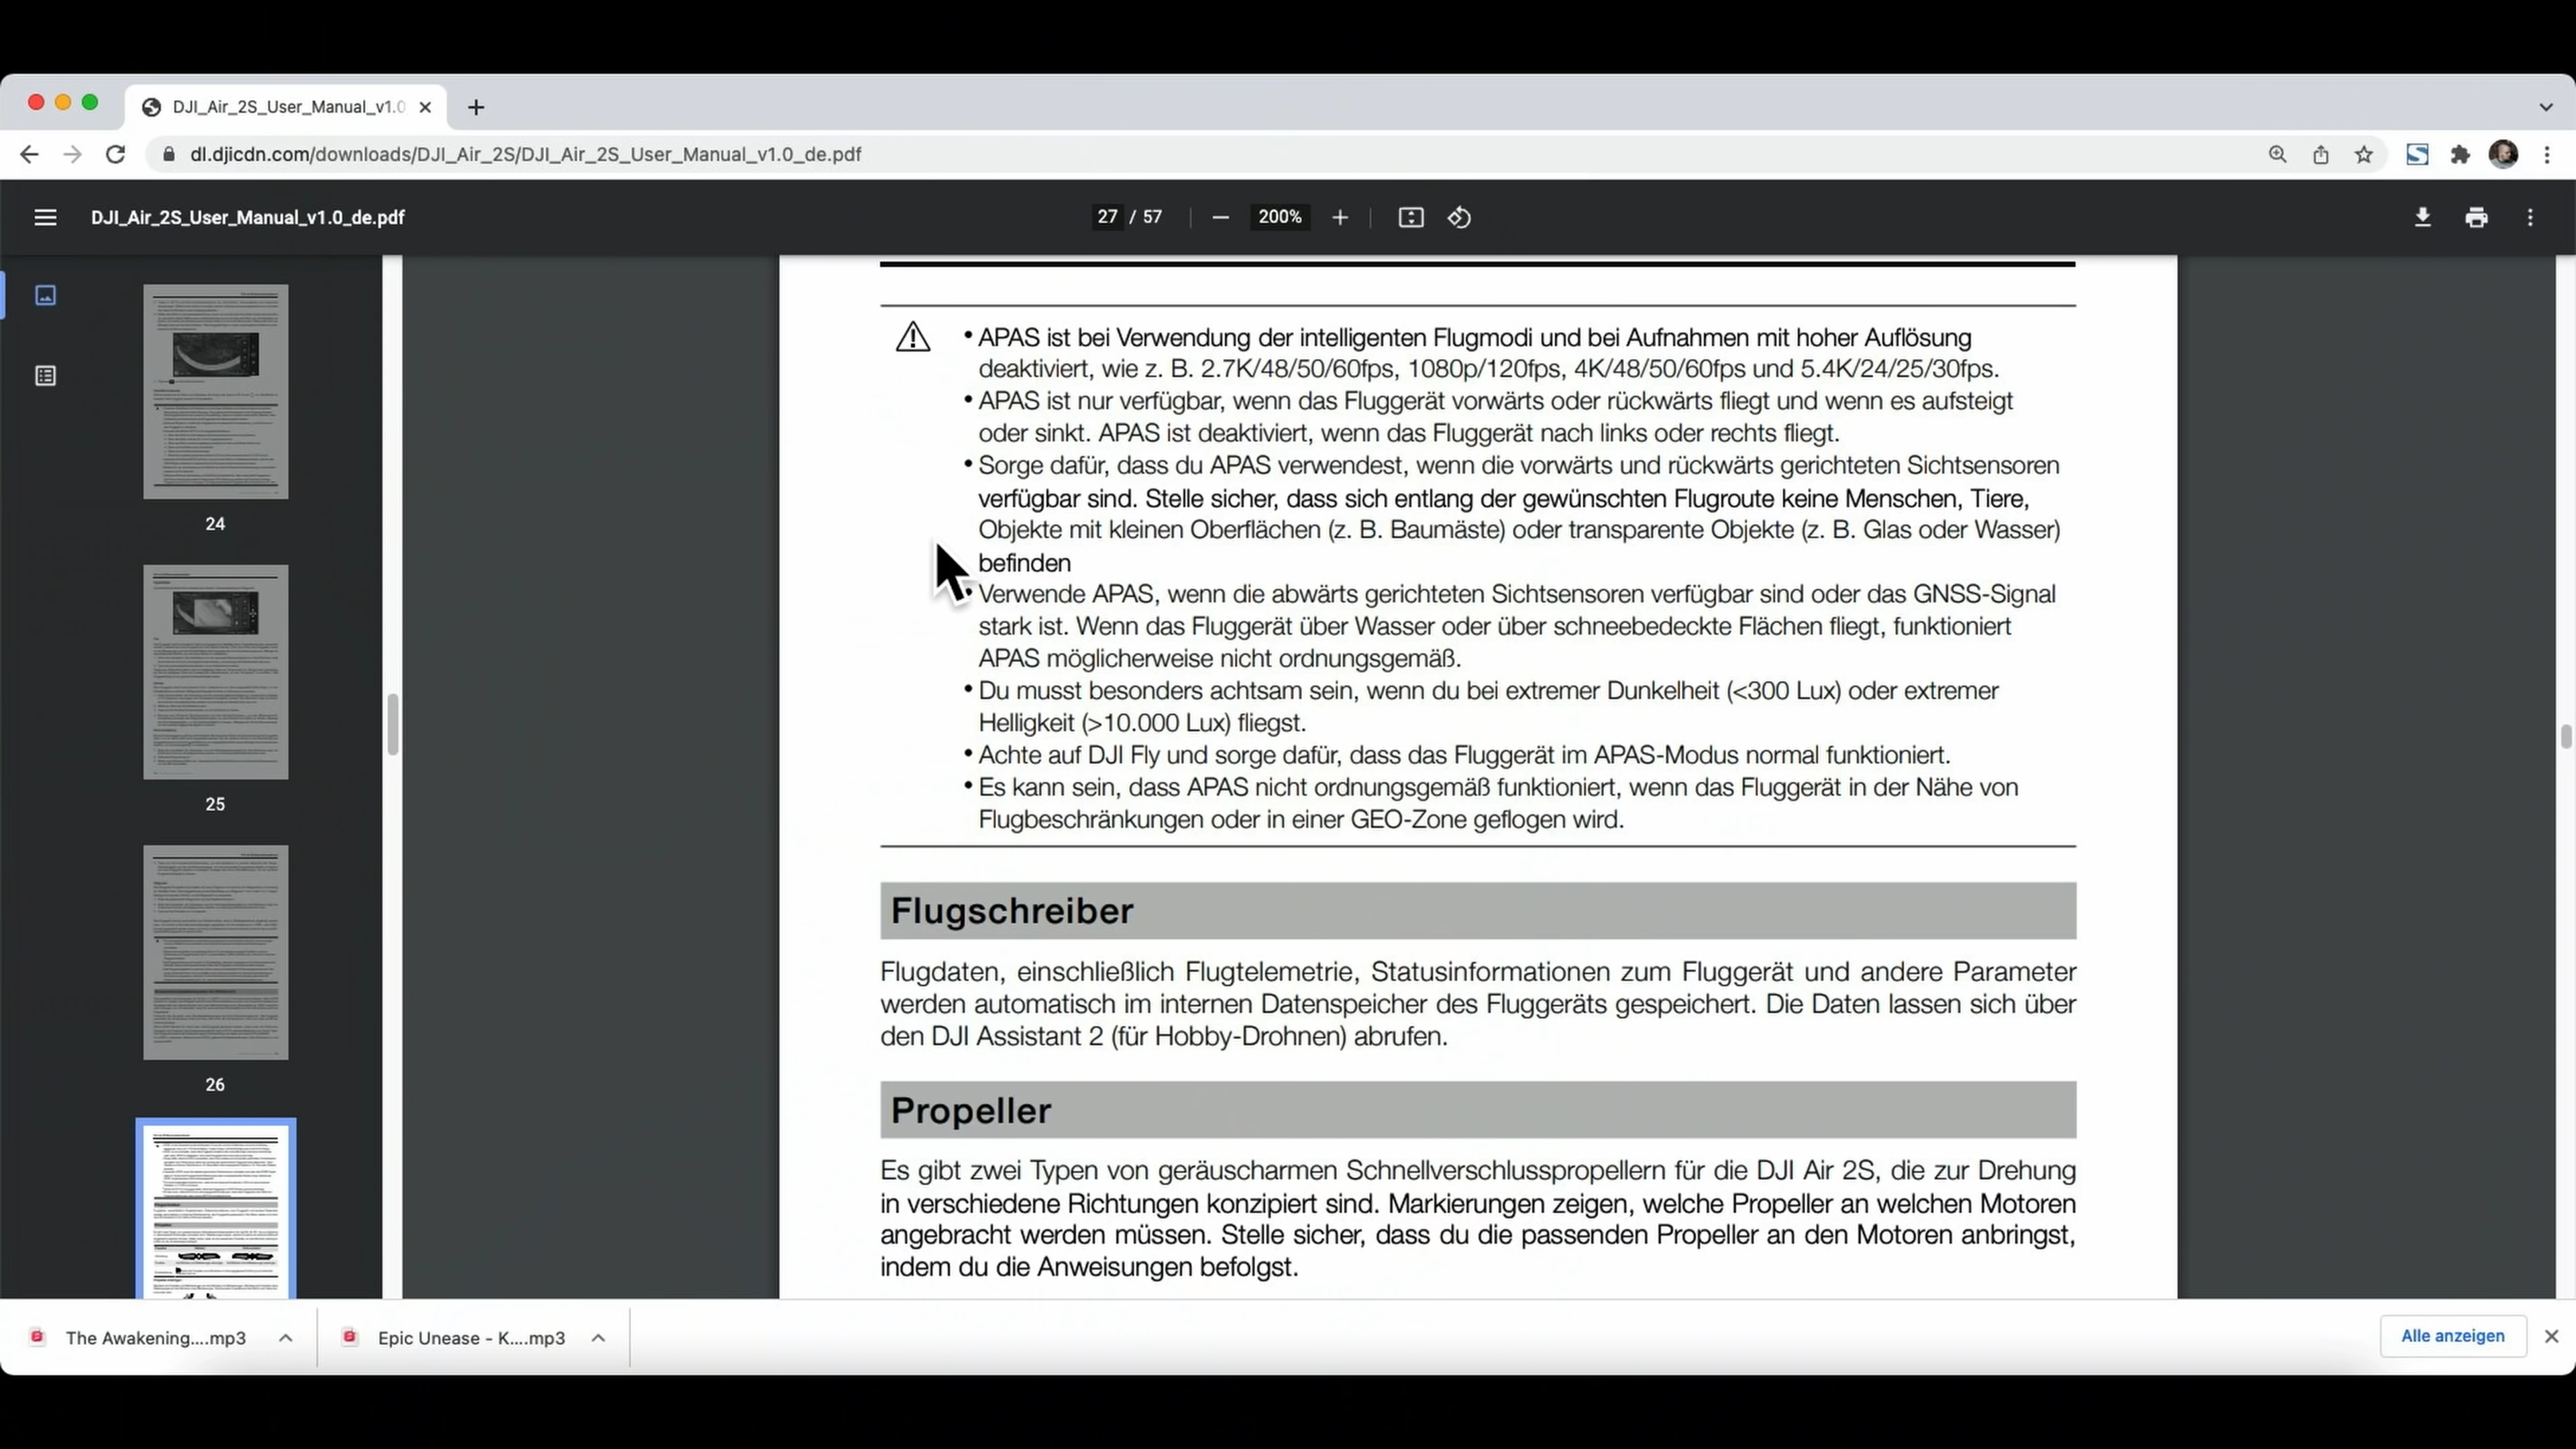 DJI_Air_2S_User_Manual_v1.0
dl.djicdn.com/downloads/DJI_Air_2S/DJI_Air_2S_User_Manual_v1.0_de.pdf
DJI_Air_2S_User_Manual_v1.0_de.pdf
27 / 57
200%
24
25
26
• APAS ist bei Verwendung der intelligenten Flugmodi und bei Aufnahmen mit hoher Auflösung
deaktiviert, wie z. B. 2.7K/48/50/60fps, 1080p/120fps, 4K/48/50/60fps und 5.4K/24/25/30fps.
• APAS ist nur verfügbar, wenn das Fluggerät vorwärts oder rückwärts fliegt und wenn es aufsteigt
oder sinkt. APAS ist deaktiviert, wenn das Fluggerät nach links oder rechts fliegt.
• Sorge dafür, dass du APAS verwendest, wenn die vorwärts und rückwärts gerichteten Sichtsensoren
verfügbar sind. Stelle sicher, dass sich entlang der gewünschten Flugroute keine Menschen, Tiere,
Objekte mit kleinen Oberflächen (z. B. Baumäste) oder transparente Objekte (z. B. Glas oder Wasser)
befinden
• Verwende APAS, wenn die abwärts gerichteten Sichtsensoren verfügbar sind oder das GNSS-Signal
stark ist. Wenn das Fluggerät über Wasser oder über schneebedeckte Flächen fliegt, funktioniert
APAS möglicherweise nicht ordnungsgemäß.
• Du musst besonders achtsam sein, wenn du bei extremer Dunkelheit (<300 Lux) oder extremer
Helligkeit (>10.000 Lux) fliegst.
• Achte auf DJI Fly und sorge dafür, dass das Fluggerät im APAS-Modus normal funktioniert.
• Es kann sein, dass APAS nicht ordnungsgemäß funktioniert, wenn das Fluggerät in der Nähe von
Flugbeschränkungen oder in einer GEO-Zone geflogen wird.
Flugschreiber
Flugdaten, einschließlich Flugtelemetrie, Statusinformationen zum Fluggerät und andere Parameter
werden automatisch im internen Datenspeicher des Fluggeräts gespeichert. Die Daten lassen sich über
den DJI Assistant 2 (für Hobby-Drohnen) abrufen.
Propeller
Es gibt zwei Typen von geräuscharmen Schnellverschlusspropellern für die DJI Air 2S, die zur Drehung
in verschiedene Richtungen konzipiert sind. Markierungen zeigen, welche Propeller an welchen Motoren
angebracht werden müssen. Stelle sicher, dass du die passenden Propeller an den Motoren anbringst,
indem du die Anweisungen befolgst.
The Awakening....mp3
Epic Unease - K....mp3
Alle anzeigen